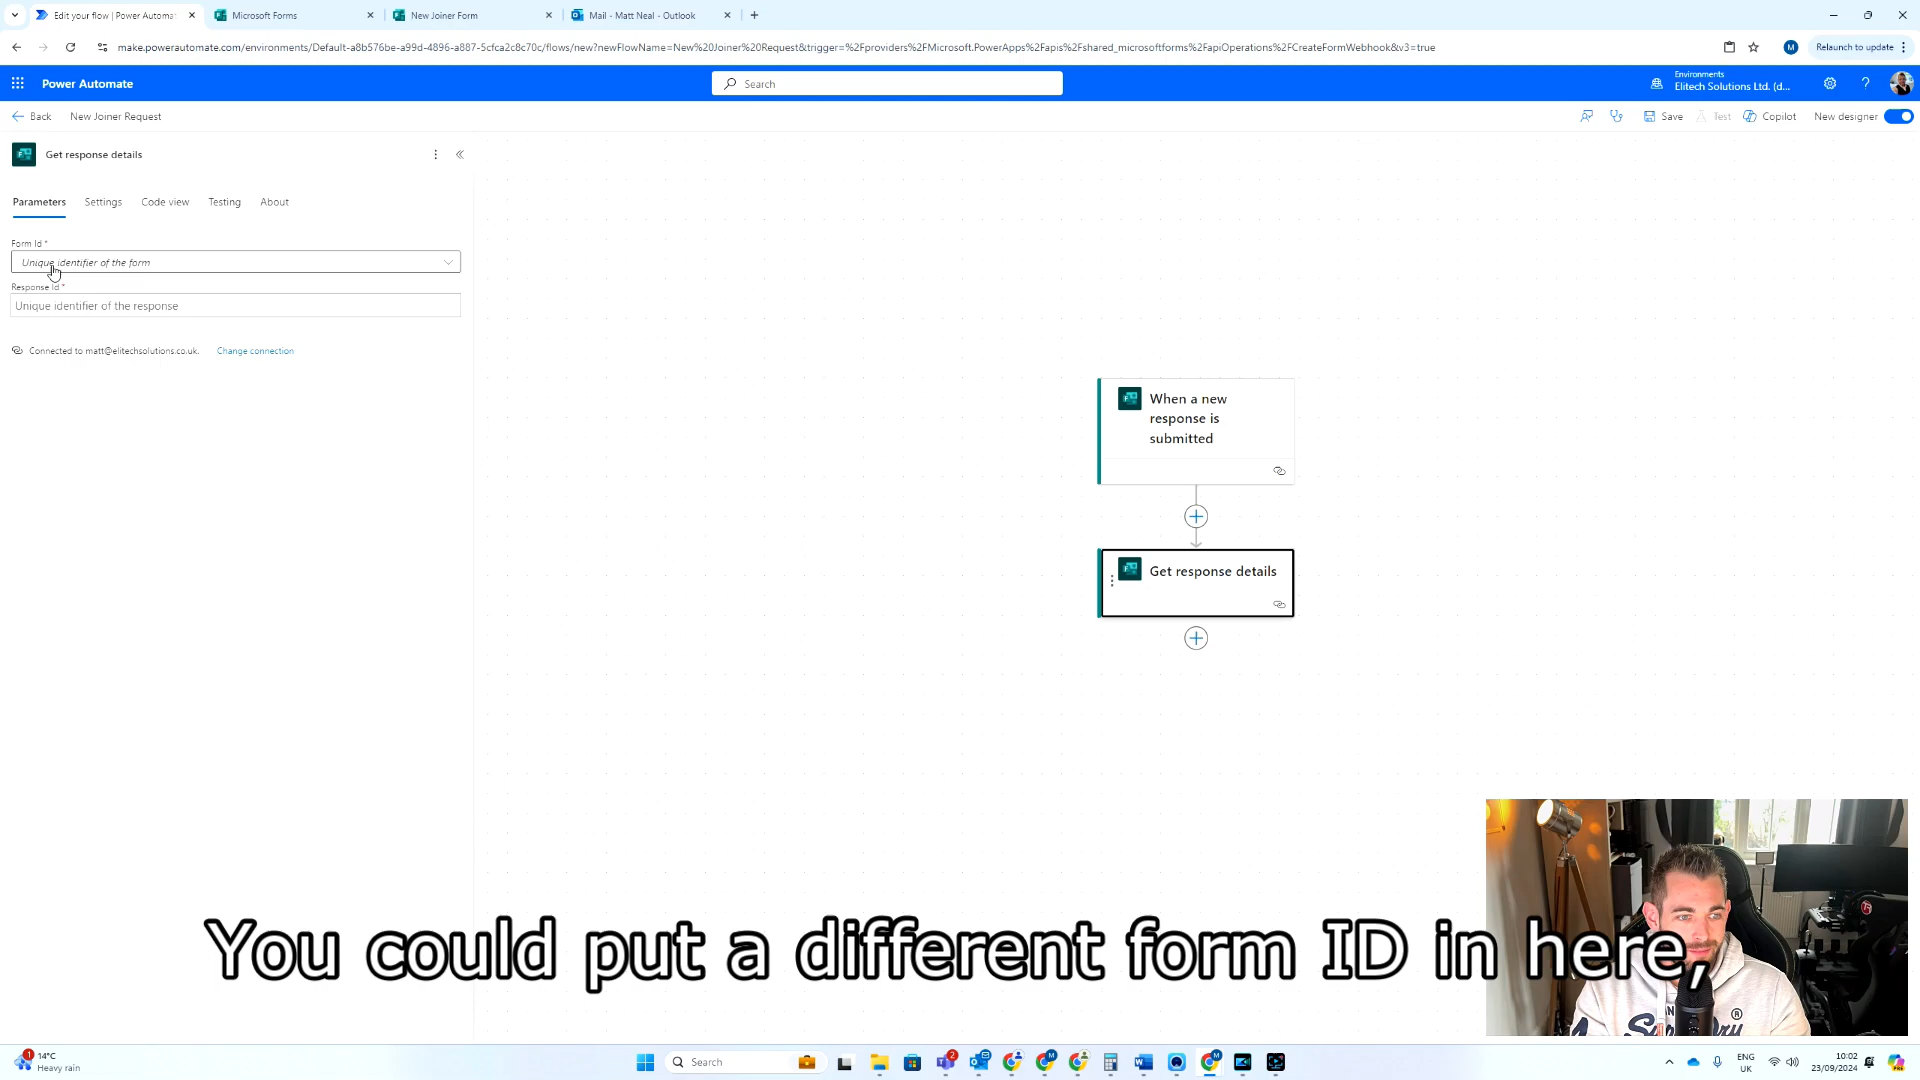 Edit your flow | Power Automat
Microsoft Forms
New Joiner Form
Mail - Matt Neal - Outlook
make.powerautomate.com/environments/Default-a8b576be-a99d-4896-a887-5cfca2c8c70c/flows/new?newFlowName=New%20Joiner%20Request&trigger=%2Fproviders%2FMicrosoft.PowerApps%2Fapis%2Fshared_microsoftforms%2FapiOperations%2FCreateFormWebhook&v3=true
M
Relaunch to update
Power Automate
Search
Environments
Elitech Solutions Ltd. (d...
Back
New Joiner Request
Save
Test
Copilot
New designer
Get response details
Parameters
Settings
Code view
Testing
About
Form Id *
Unique identifier of the form
Response Id *
Unique identifier of the response
Connected to matt@elitechsolutions.co.uk.
Change connection
When a new
response is
submitted
Get response details
You could put a different form ID in here,
1
14°C
Heavy rain
Search
2
M
ENG
UK
10:02
23/09/2024